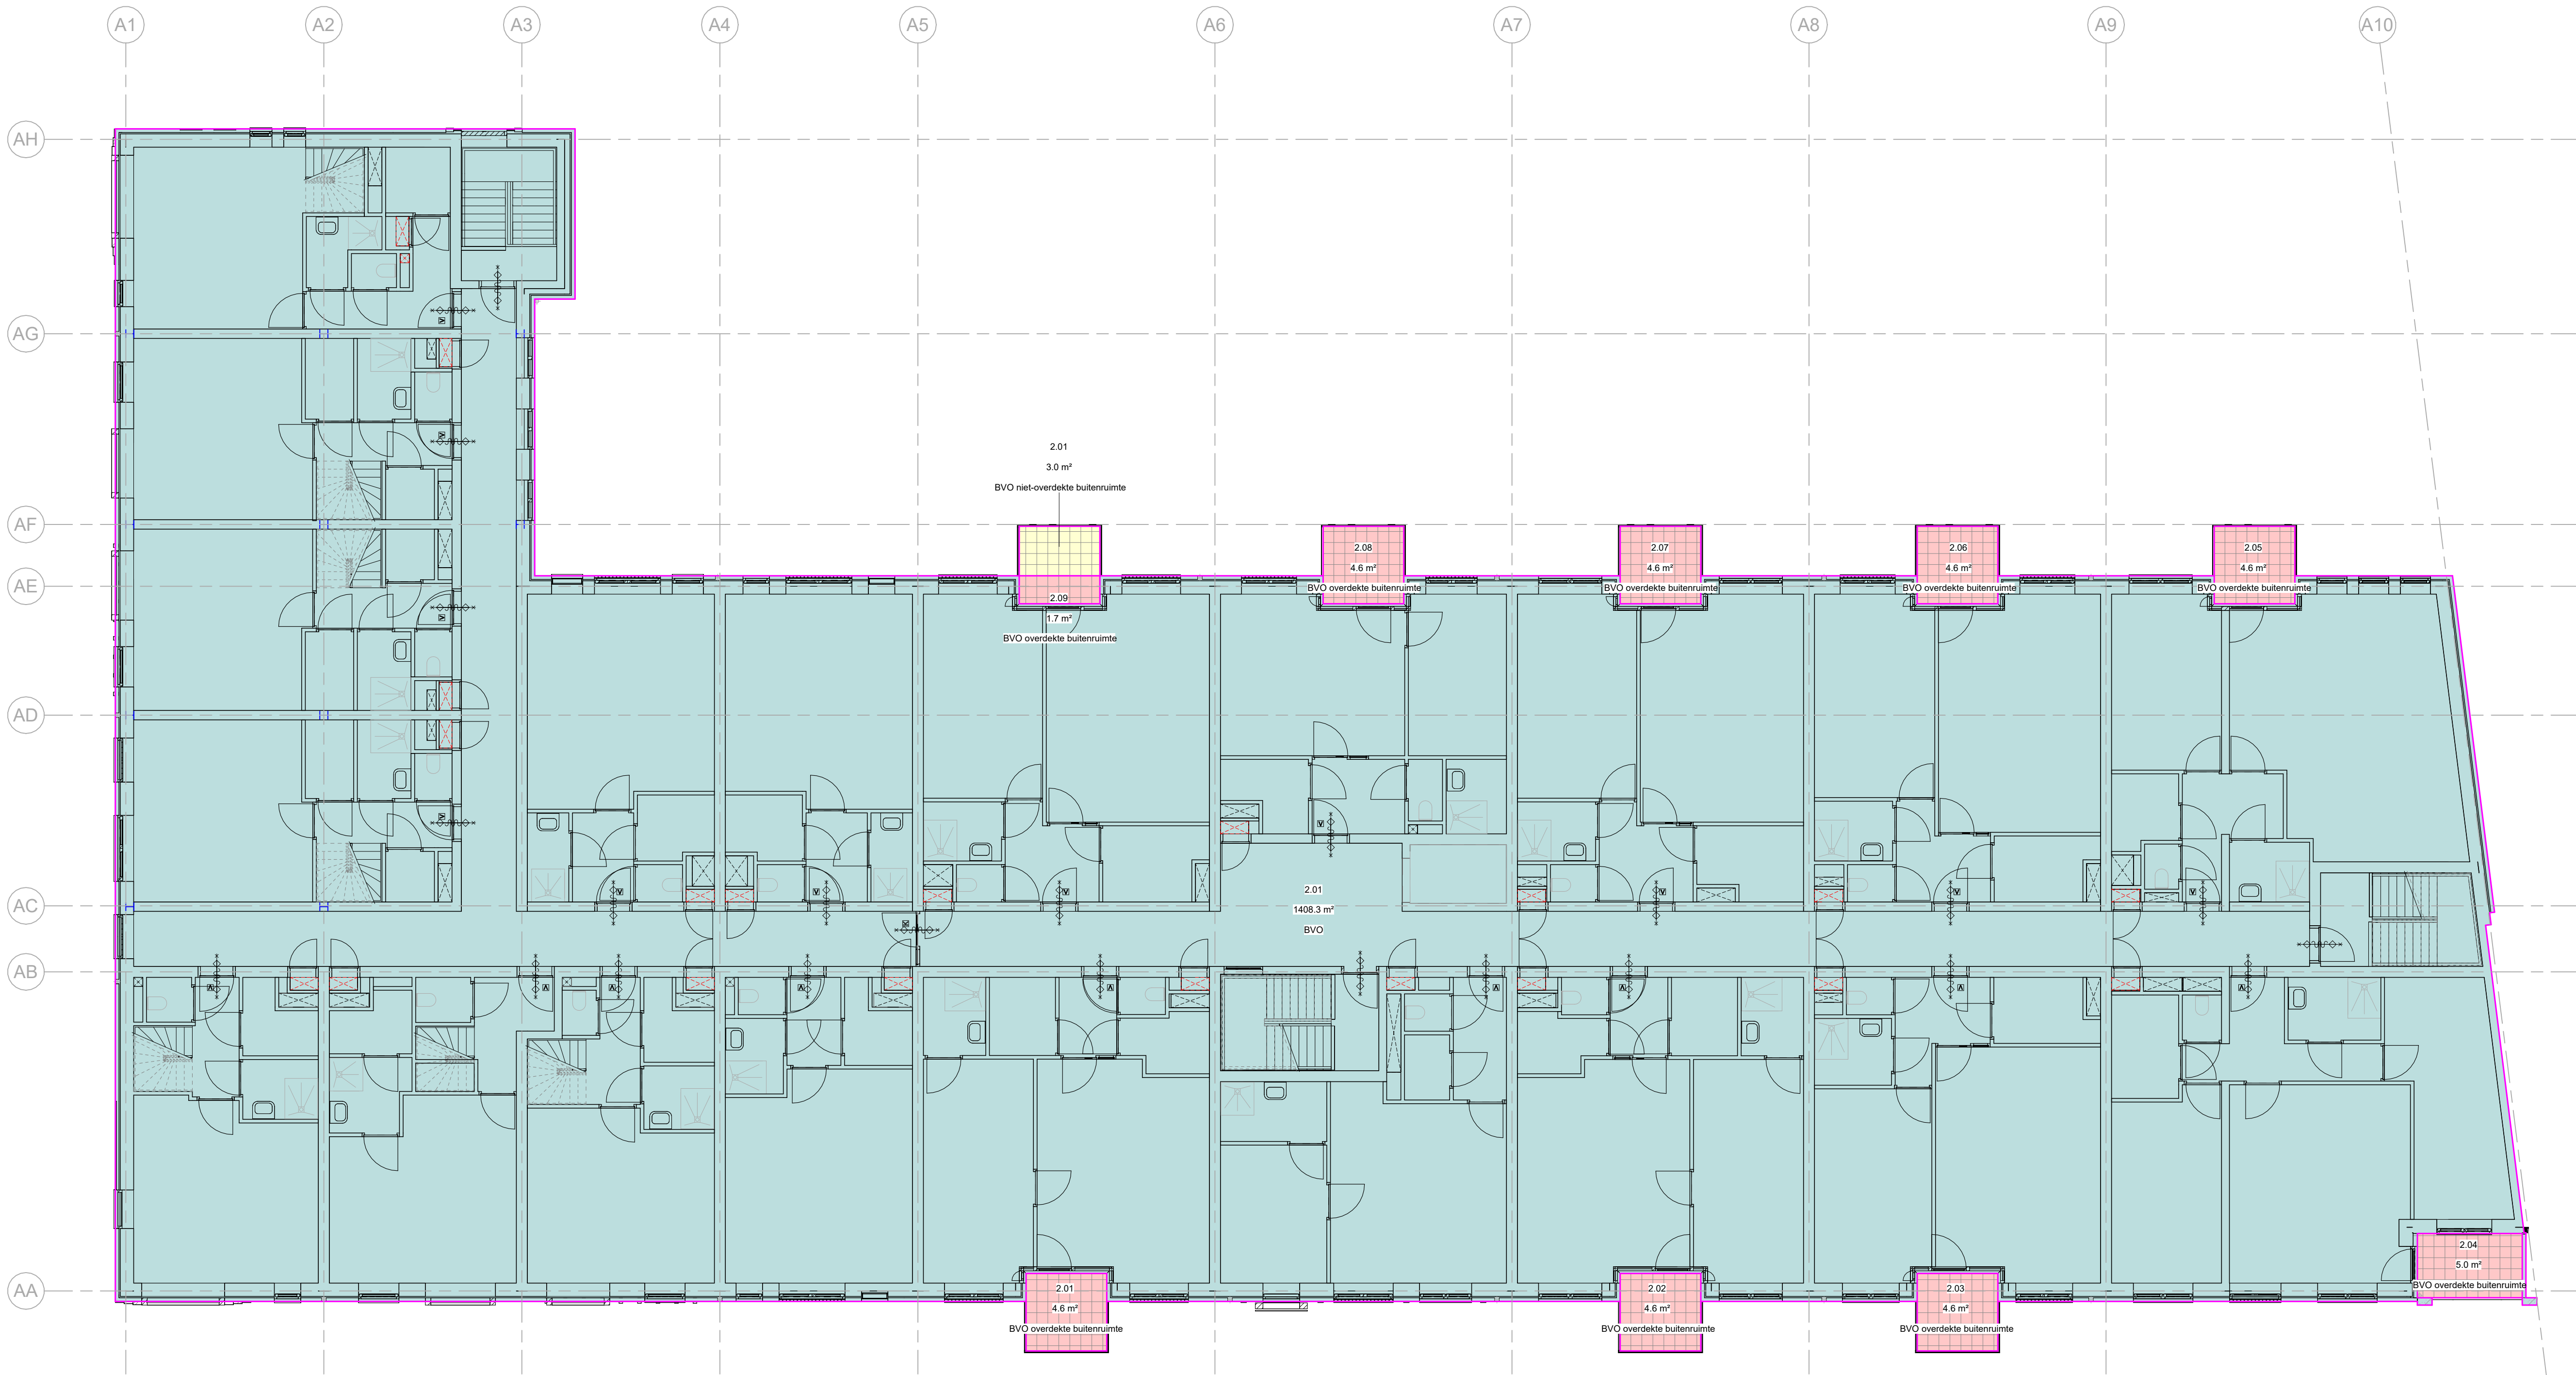 A1
A2
A3
A4
A5
A6
A7
A8
A9
A10
AH
AG
AF
AE
AD
AC
AB
AA
2.01
3.0 m²
BVO niet-overdekte buitenruimte
2.09
1.7 m²
BVO overdekte buitenruimte
2.08
4.6 m²
BVO overdekte buitenruimte
2.07
4.6 m²
BVO overdekte buitenruimte
2.06
4.6 m²
BVO overdekte buitenruimte
2.05
4.6 m²
BVO overdekte buitenruimte
2.01
1408.3 m²
BVO
2.01
4.6 m²
BVO overdekte buitenruimte
2.02
4.6 m²
BVO overdekte buitenruimte
2.03
4.6 m²
BVO overdekte buitenruimte
2.04
5.0 m²
BVO overdekte buitenruimte